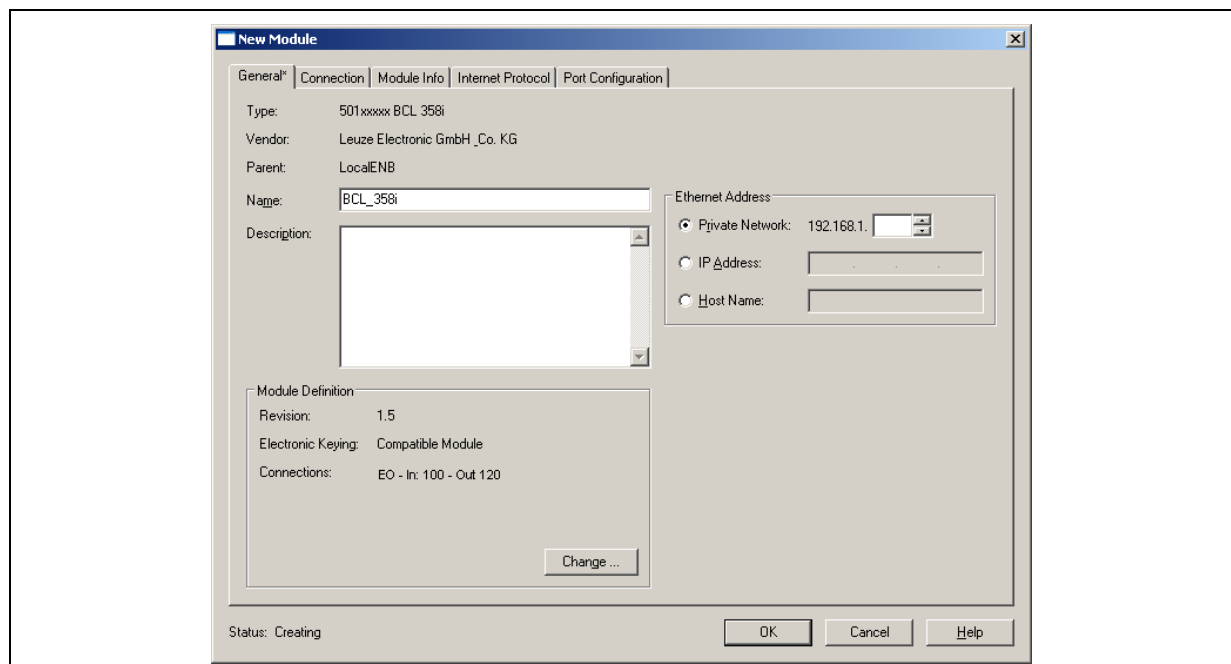 New Module
General* Connection Module Info Internet Protocol Port Configuration
Type: 501xxxxx BCL 358i
Vendor: Leuze Electronic GmbH _Co. KG
Parent: LocalENB
Name: BCL_358i
Description:
Ethernet Address
Private Network: 192.168.1.
IP Address: . . .
Host Name:
Module Definition
Revision: 1.5
Electronic Keying: Compatible Module
Connections: EO - In: 100 - Out 120
Change ...
Status: Creating
OK Cancel Help